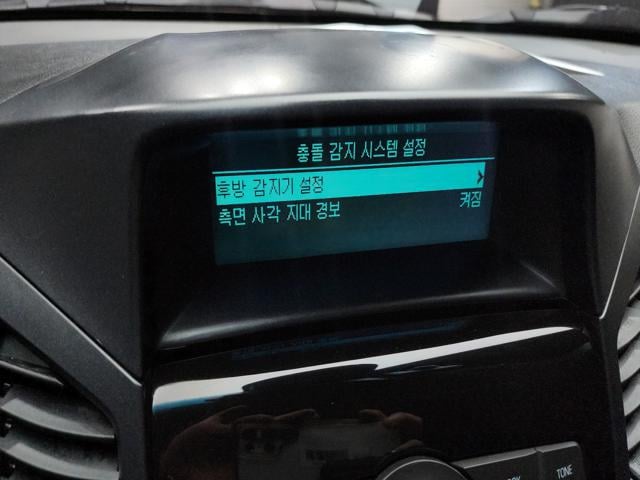 충돌 감지 시스템 설정
후방 감지기 설정
측면 사각 지대 경보 켜짐
TONE